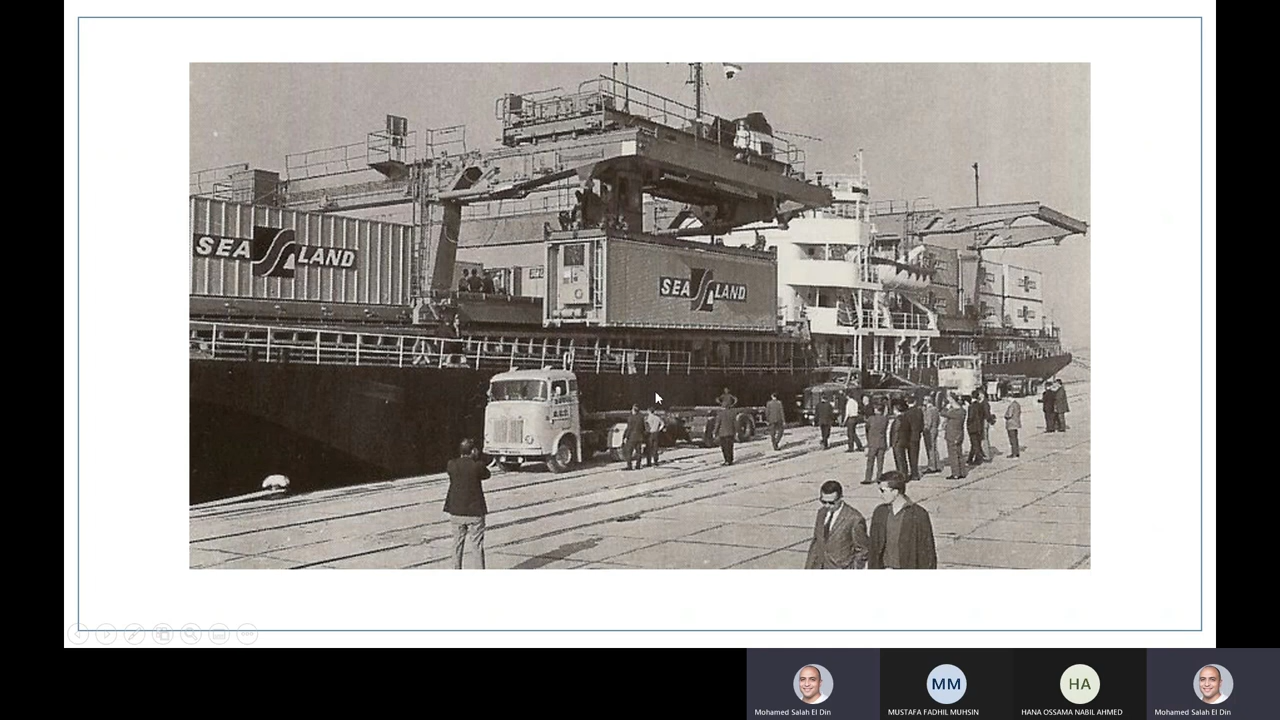 SEA LAND
SEA LAND
MM
HA
Mohamed Salah El Din
MUSTAFA FADHIL MUHSIN
HANA OSSAMA NABIL AHMED
Mohamed Salah El Din